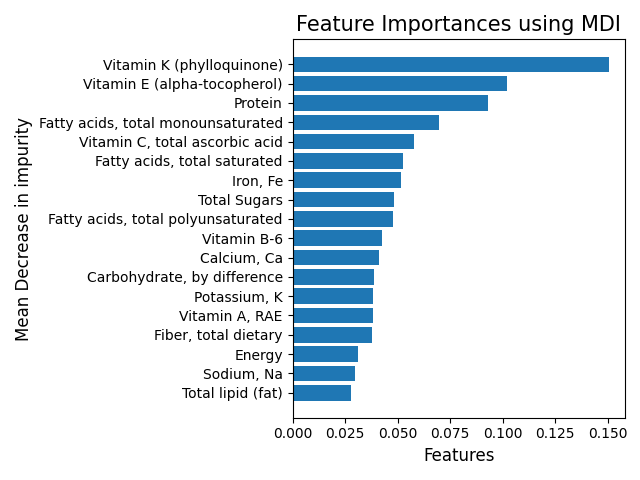 Feature Importances using MDI
Mean Decrease in impurity
Vitamin K (phylloquinone)
Vitamin E (alpha-tocopherol)
Protein
Fatty acids, total monounsaturated
Vitamin C, total ascorbic acid
Fatty acids, total saturated
Iron, Fe
Total Sugars
Fatty acids, total polyunsaturated
Vitamin B-6
Calcium, Ca
Carbohydrate, by difference
Potassium, K
Vitamin A, RAE
Fiber, total dietary
Energy
Sodium, Na
Total lipid (fat)
0.000 0.025 0.050 0.075 0.100 0.125 0.150
Features